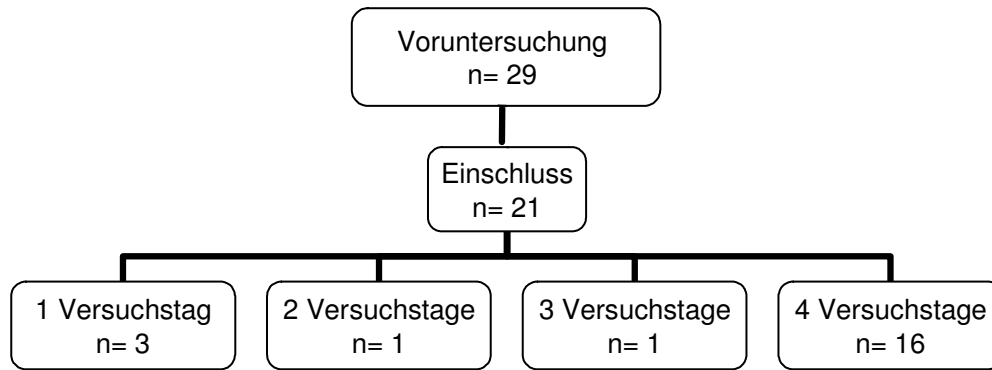 Voruntersuchung
n= 29
Einschluss
n= 21
1 Versuchstag
n= 3
2 Versuchstage
n= 1
3 Versuchstage
n= 1
4 Versuchstage
n= 16